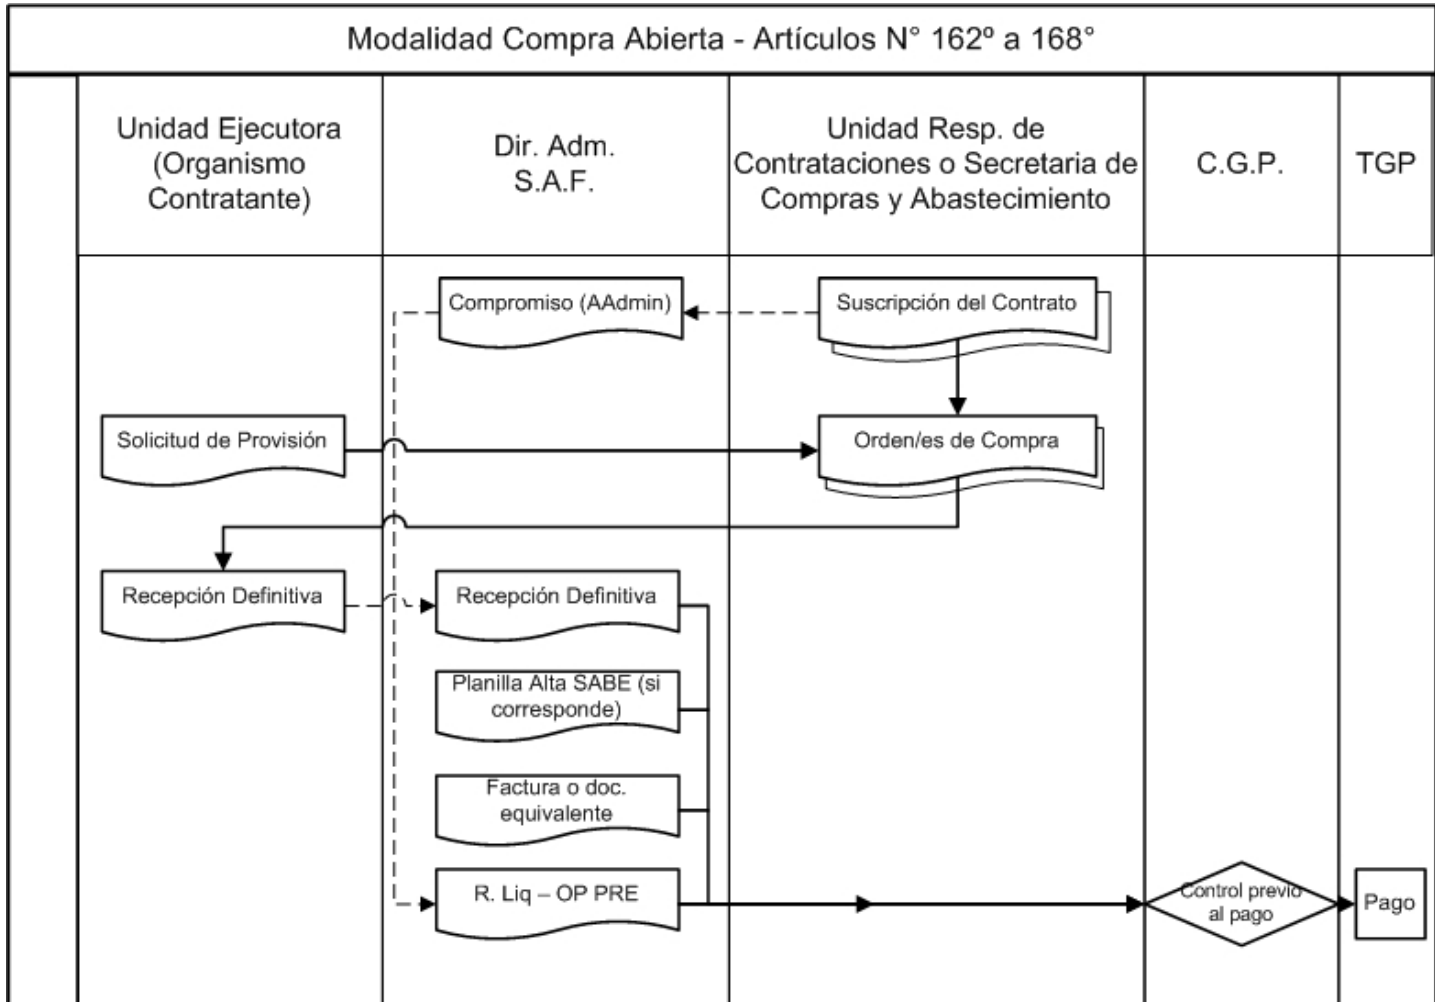 Modalidad Compra Abierta - Artículos N° 162º a 168°
Unidad Ejecutora
(Organismo
Contratante)
Dir. Adm.
S.A.F.
Unidad Resp. de
Contrataciones o Secretaria de
Compras y Abastecimiento
C.G.P.
TGP
Compromiso (AAdmin)
Suscripción del Contrato
Solicitud de Provisión
Orden/es de Compra
Recepción Definitiva
Recepción Definitiva
Planilla Alta SABE (si
corresponde)
Factura o doc.
equivalente
R. Liq – OP PRE
Control previo
al pago
Pago